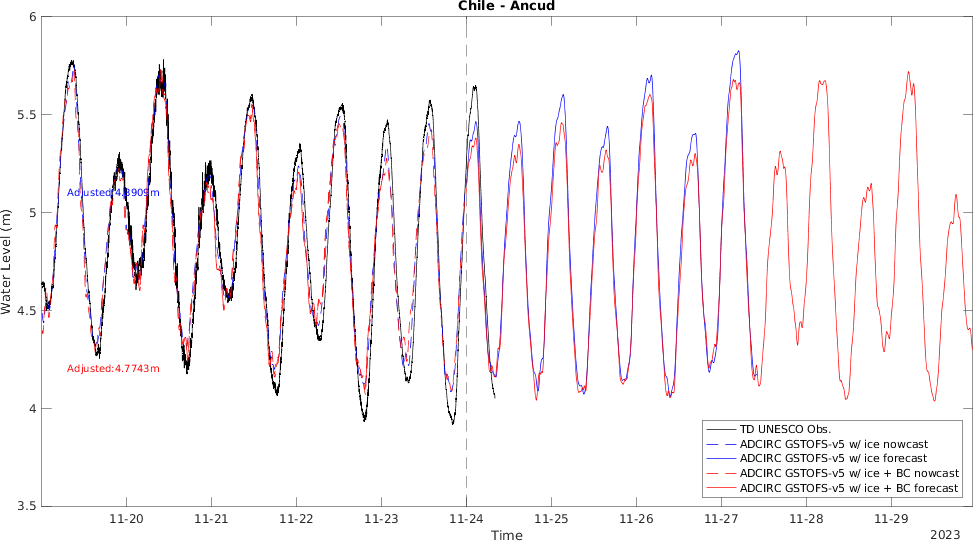 Chile - Ancud
6
5.5
5
4.5
4
3.5
Water Level (m)
Adjusted:4.8909m
Adjusted:4.7743m
TD UNESCO Obs.
ADCIRC GSTOFS-v5 w/ ice nowcast
ADCIRC GSTOFS-v5 w/ ice forecast
ADCIRC GSTOFS-v5 w/ ice + BC nowcast
ADCIRC GSTOFS-v5 w/ ice + BC forecast
11-20 11-21 11-22 11-23 11-24 11-25 11-26 11-27 11-28 11-29
Time
2023